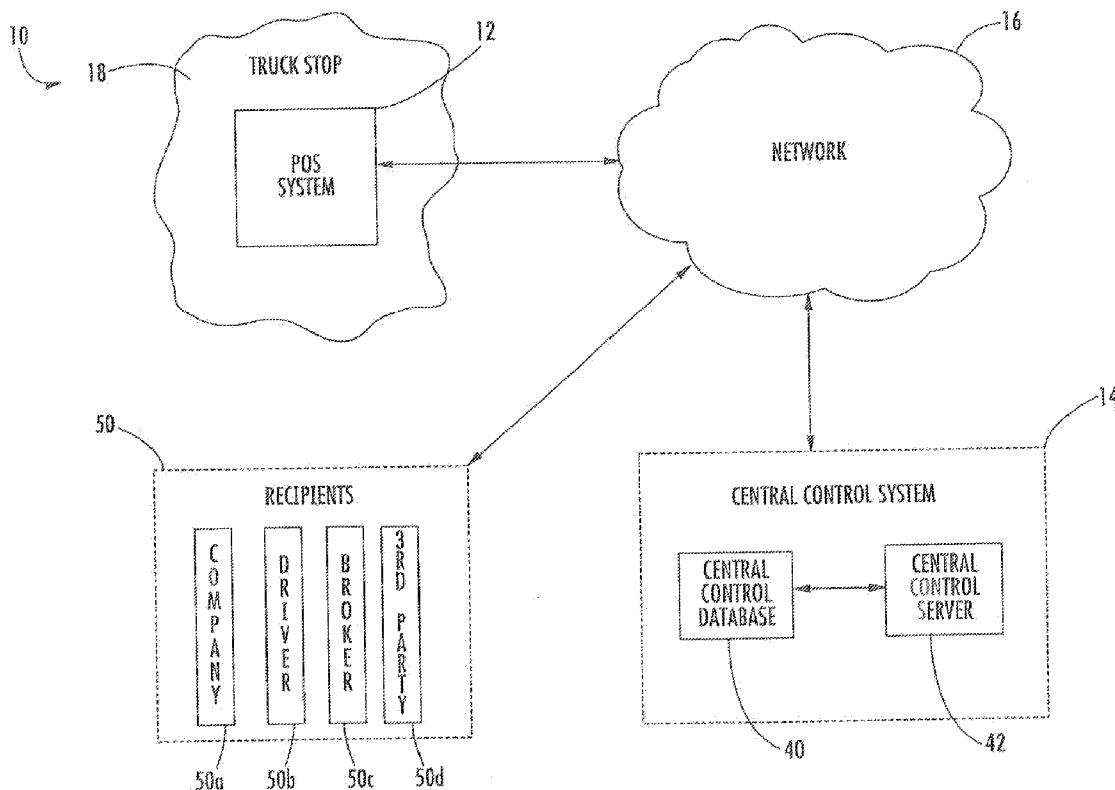 10
18
TRUCK STOP
12
POS
SYSTEM
16
NETWORK
50
RECIPIENTS
COMPANY
DRIVER
BROKER
3RD PARTY
50a
50b
50c
50d
14
CENTRAL CONTROL SYSTEM
CENTRAL
CONTROL
DATABASE
CENTRAL
CONTROL
SERVER
40
42